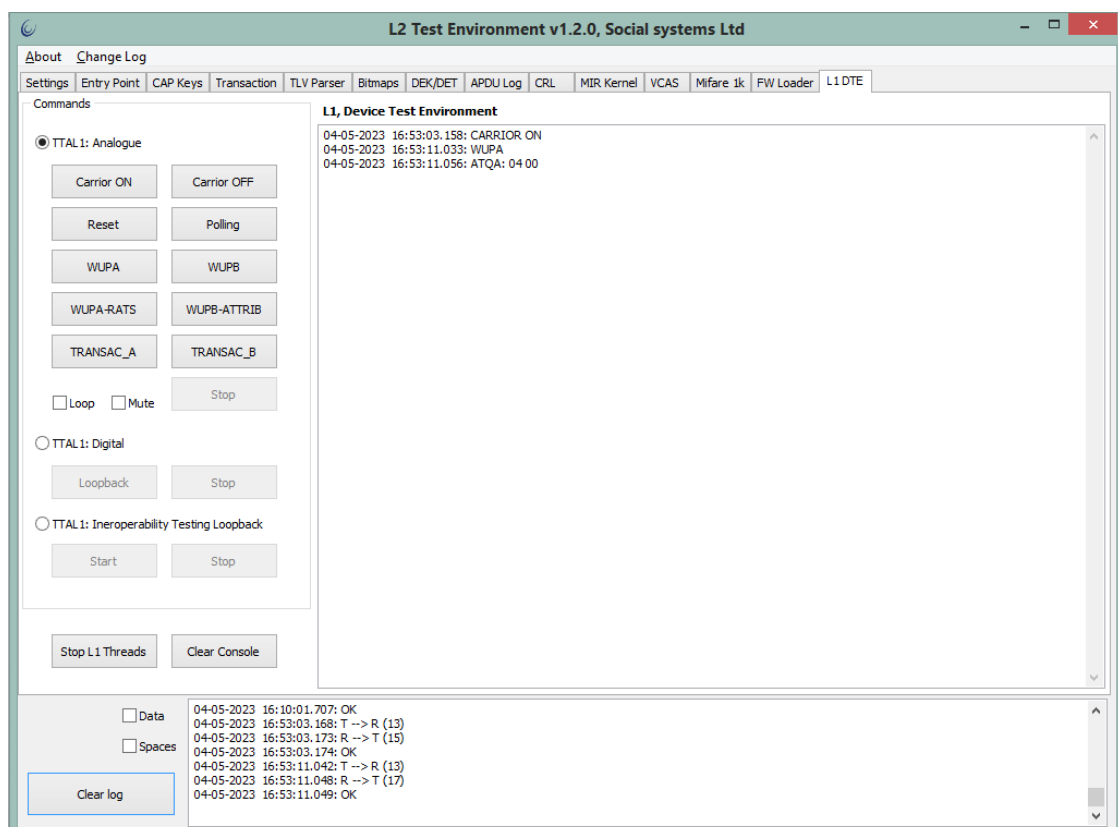 L2 Test Environment v1.2.0, Social systems Ltd
About Change Log
Settings Entry Point CAP Keys Transaction TLV Parser Bitmaps DEK/DET APDU Log CRL MIR Kernel VCAS Mifare 1k FW Loader L1 DTE
Commands
L1, Device Test Environment
TTAL1: Analogue
Carrior ON Carrior OFF
Reset Polling
WUPA WUPB
WUPA-RATS WUPB-ATTRIB
TRANSAC_A TRANSAC_B
Loop Mute Stop
TTAL1: Digital
Loopback Stop
TTAL1: Ineroperability Testing Loopback
Start Stop
Stop L1 Threads Clear Console
04-05-2023 16:53:03.158: CARRIOR ON
04-05-2023 16:53:11.033: WUPA
04-05-2023 16:53:11.056: ATQA: 04 00
Data
Spaces
Clear log
04-05-2023 16:10:01.707: OK
04-05-2023 16:53:03.168: T --> R (13)
04-05-2023 16:53:03.173: R --> T (15)
04-05-2023 16:53:03.174: OK
04-05-2023 16:53:11.042: T --> R (13)
04-05-2023 16:53:11.048: R --> T (17)
04-05-2023 16:53:11.049: OK